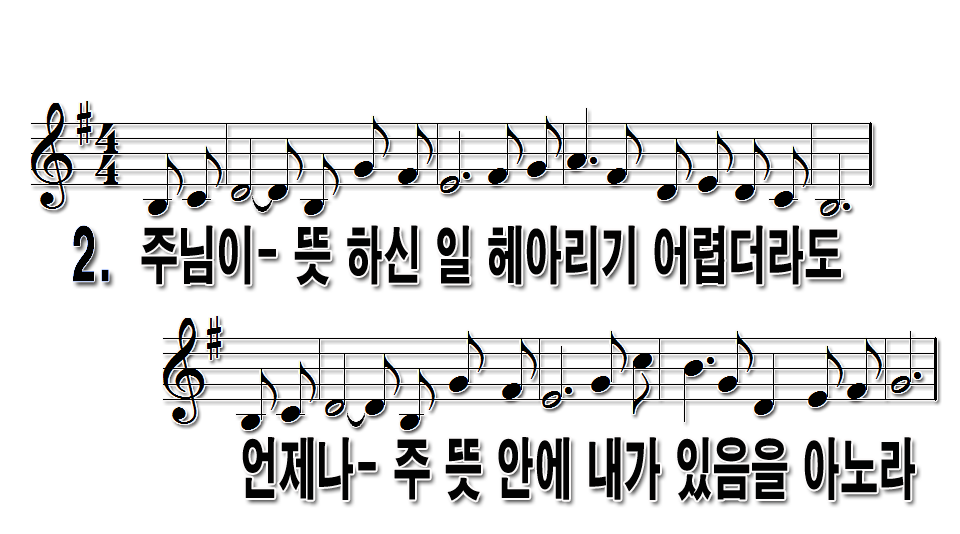 2. 주님이- 뜻 하신 일 헤아리기 어렵더라도
언제나- 주 뜻 안에 내가 있음을 아노라